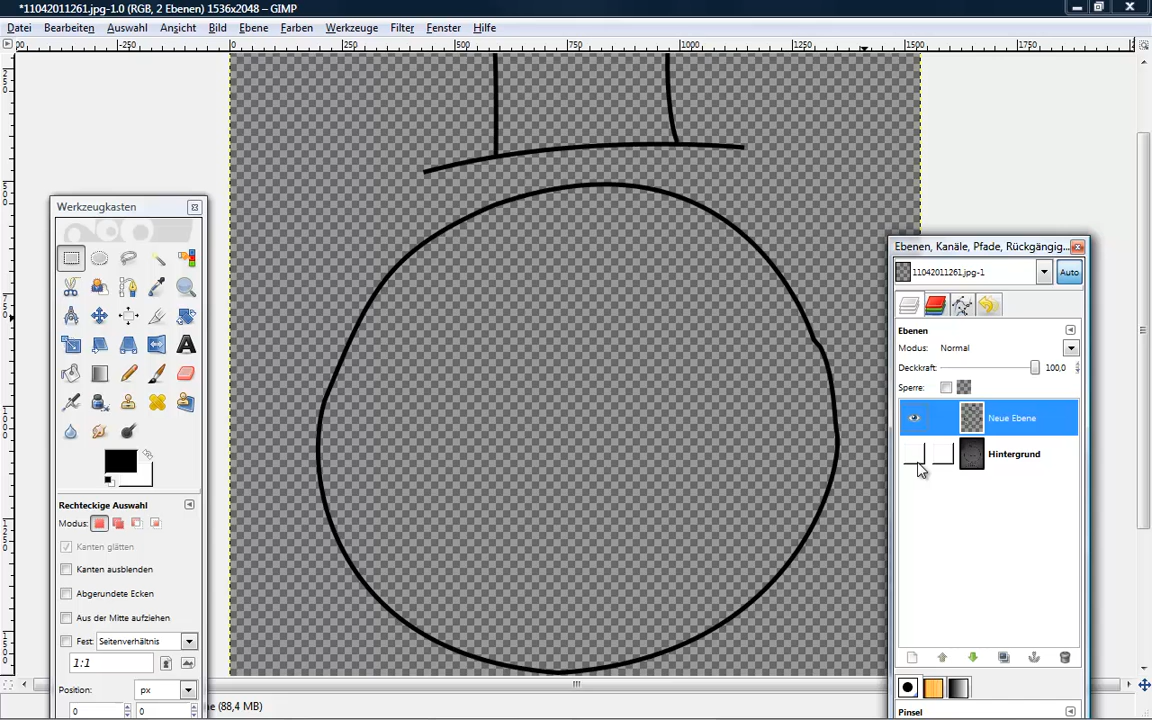 *11042011261.jpg-1.0 (RGB, 2 Ebenen) 1536x2048 – GIMP
Datei Bearbeiten Auswahl Ansicht Bild Ebene Farben Werkzeuge Filter Fenster Hilfe
-250 0 250 500 750 1000 1250 1500 1750
Werkzeugkasten
Rechteckige Auswahl
Modus:
Kanten glätten
Kanten ausblenden
Abgerundete Ecken
Aus der Mitte aufziehen
Fest: Seitenverhältnis
1:1
Position: px
0 0
Ebenen, Kanäle, Pfade, Rückgängig...
11042011261.jpg-1 Auto
Ebenen
Modus: Normal
Deckkraft: 100,0
Sperre:
Neue Ebene
Hintergrund
Pinsel
(88,4 MB)